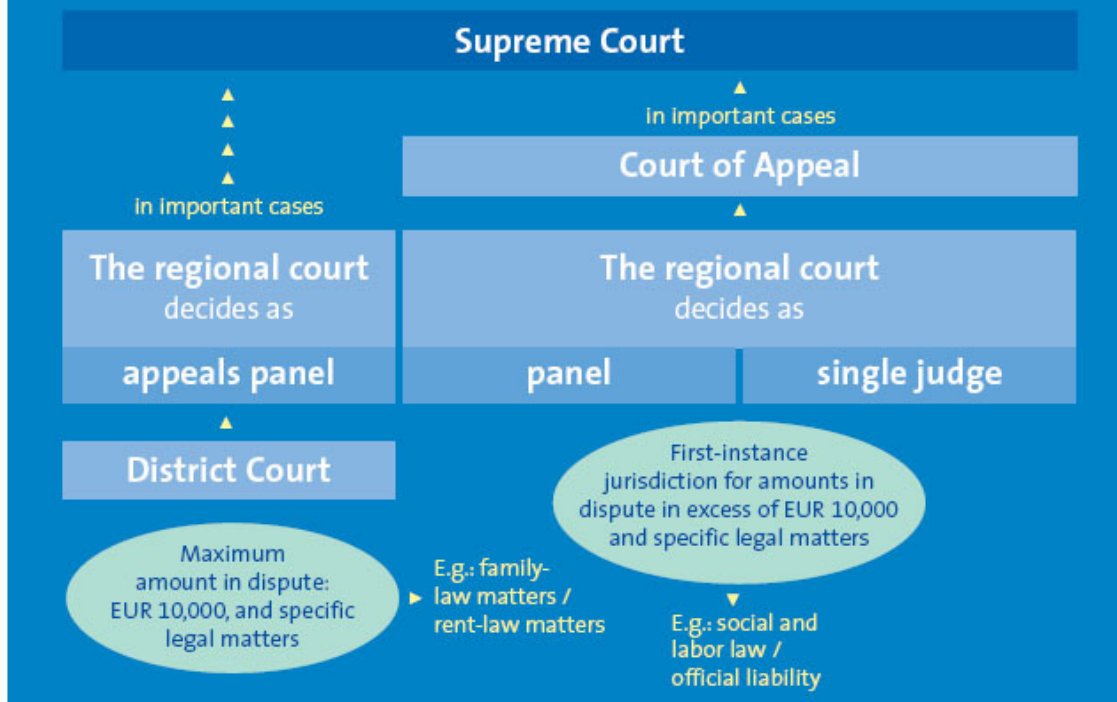 Supreme Court
in important cases
Court of Appeal
in important cases
The regional court
decides as
appeals panel
The regional court
decides as
panel
single judge
District Court
First-instance
jurisdiction for amounts in
dispute in excess of EUR 10,000
and specific legal matters
Maximum
amount in dispute:
EUR 10,000, and specific
legal matters
E.g.: family-
law matters /
rent-law matters
E.g.: social and
labor law /
official liability